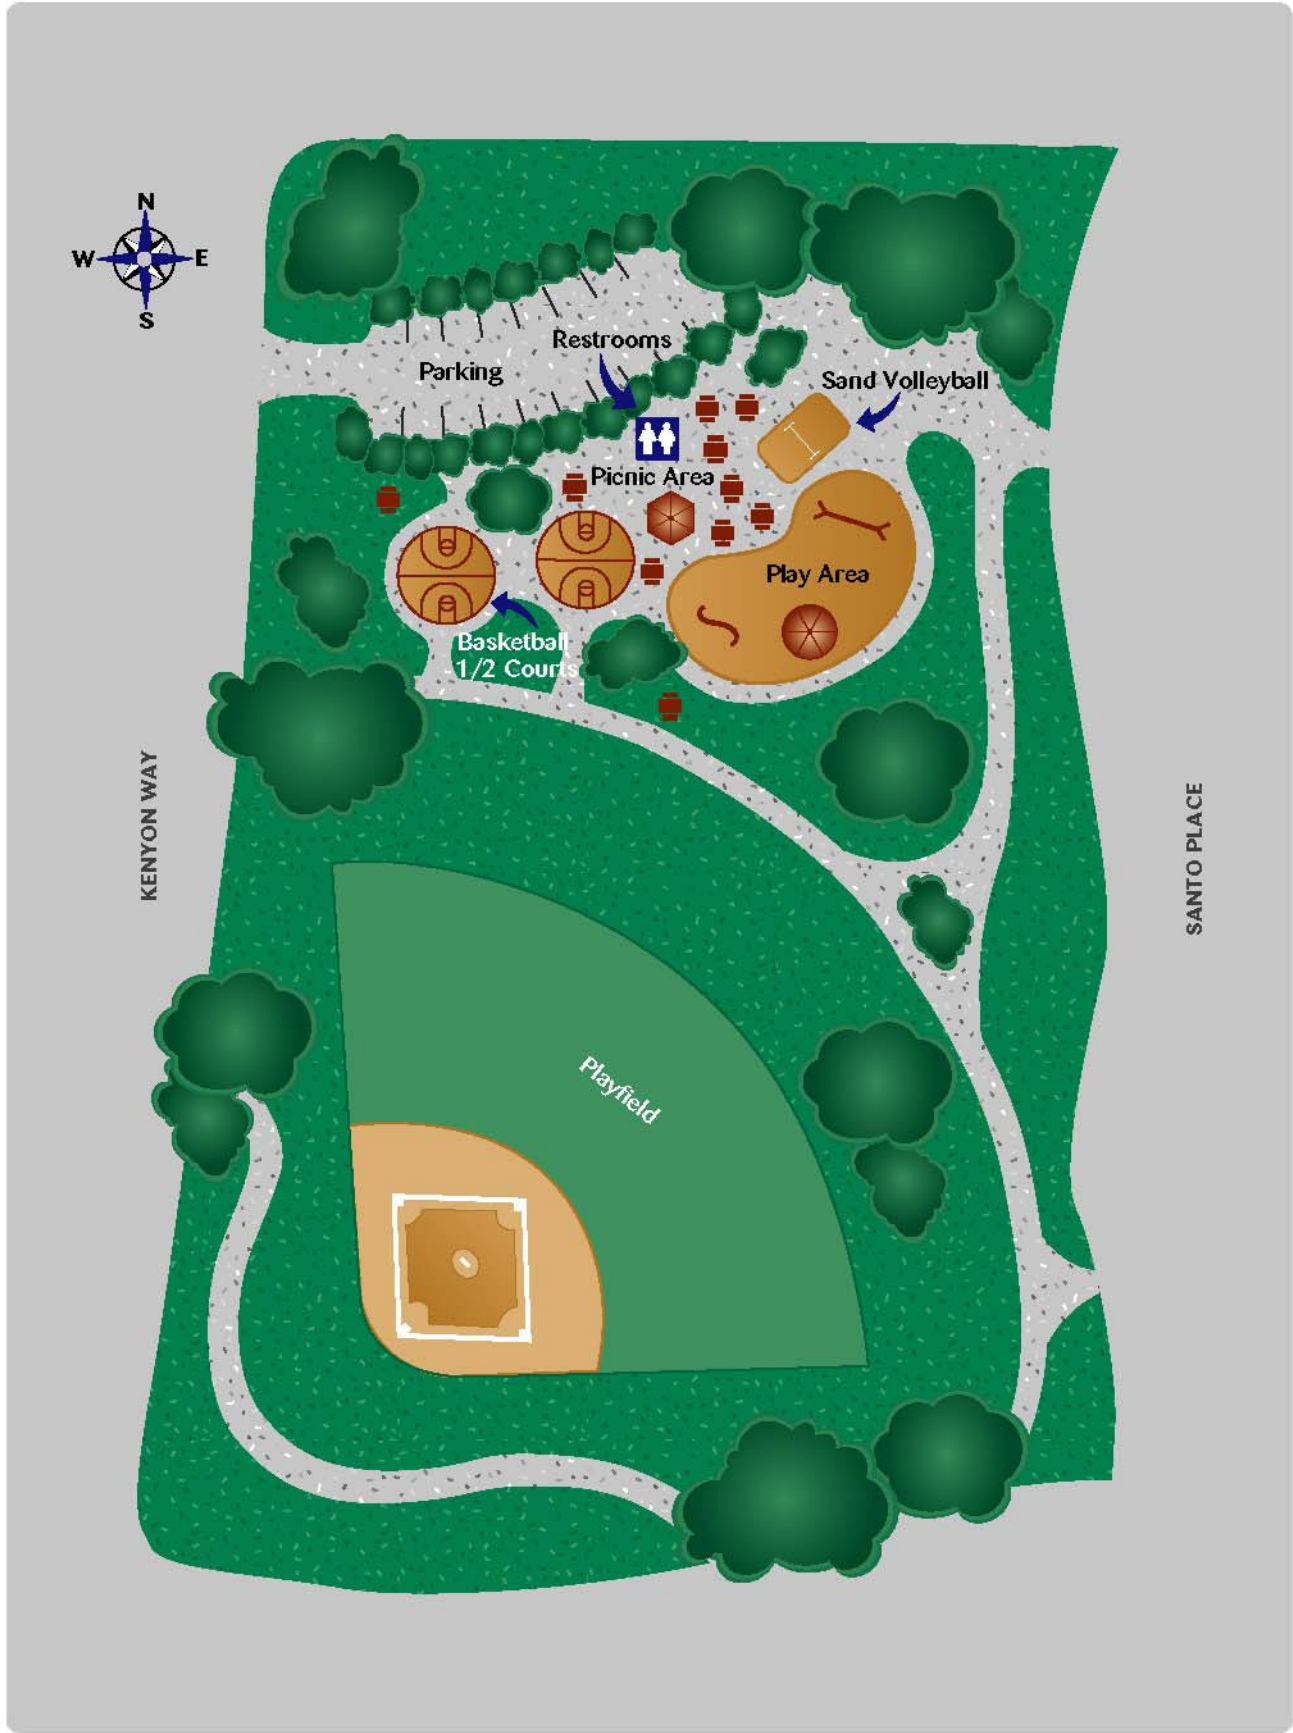 N
W E
S
Restrooms
Parking
Sand Volleyball
Picnic Area
Play Area
Basketball
1/2 Courts
KENYON WAY
SANTO PLACE
Playfield